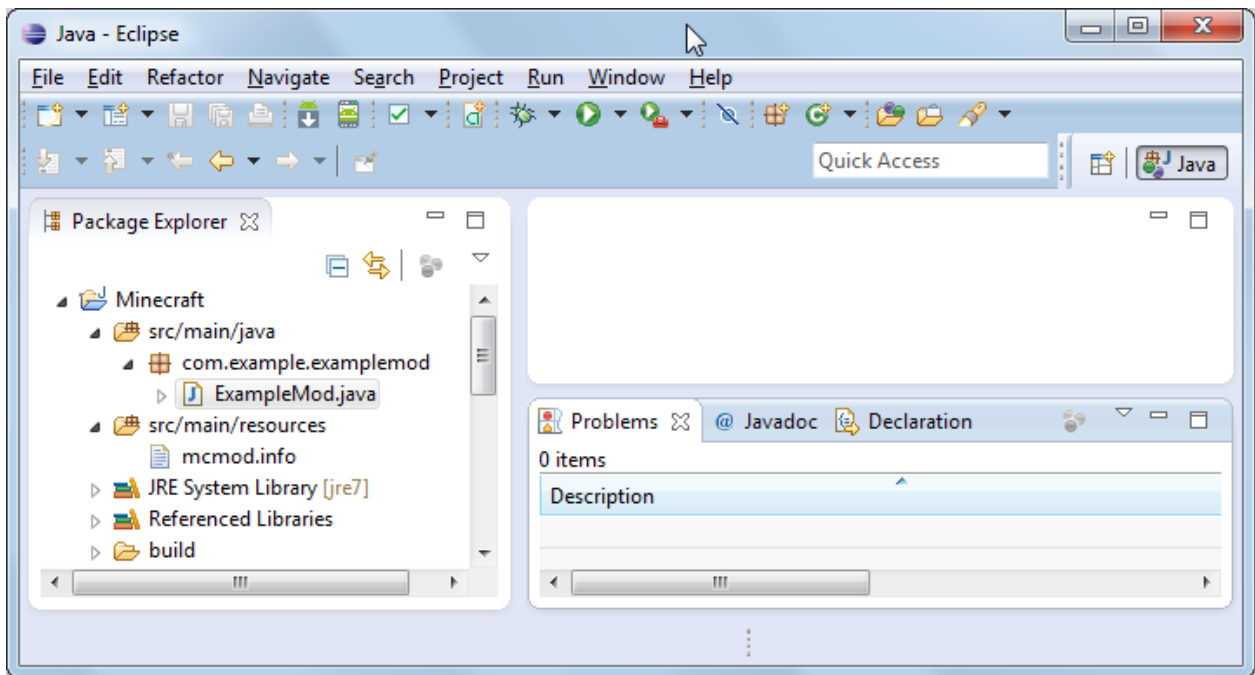 Java - Eclipse
File Edit Refactor Navigate Search Project Run Window Help
Quick Access
Java
Package Explorer
Minecraft
src/main/java
com.example.examplemod
ExampleMod.java
src/main/resources
mcmod.info
JRE System Library [jre7]
Referenced Libraries
build
Problems @ Javadoc Declaration
0 items
Description